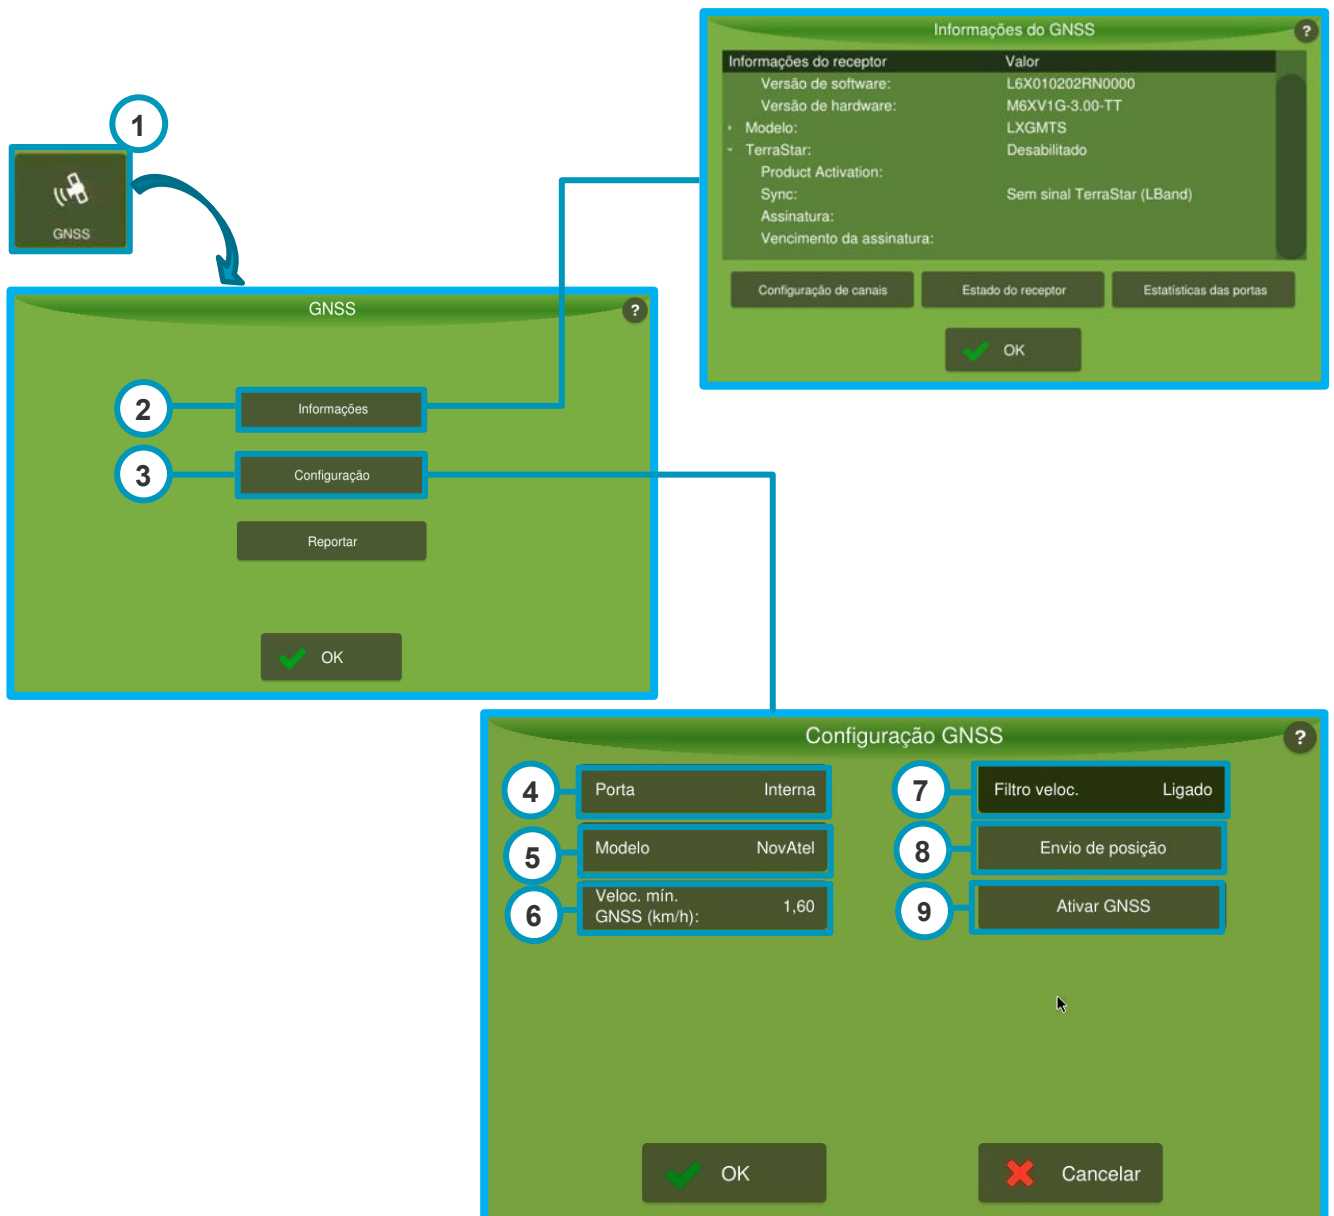 1
GNSS
GNSS
?
2
Informações
3
Configuração
Reportar
OK
Informações do GNSS
?
Informações do receptor Valor
Versão de software: L6X010202RN0000
Versão de hardware: M6XV1G-3.00-TT
Modelo: LXGMTS
TerraStar: Desabilitado
Product Activation:
Sync: Sem sinal TerraStar (LBand)
Assinatura:
Vencimento da assinatura:
Configuração de canais Estado do receptor Estatísticas das portas
OK
Configuração GNSS
?
4 Porta Interna
5 Modelo NovAtel
6 Veloc. mín.
GNSS (km/h): 1,60
7 Filtro veloc. Ligado
8 Envio de posição
9 Ativar GNSS
OK Cancelar